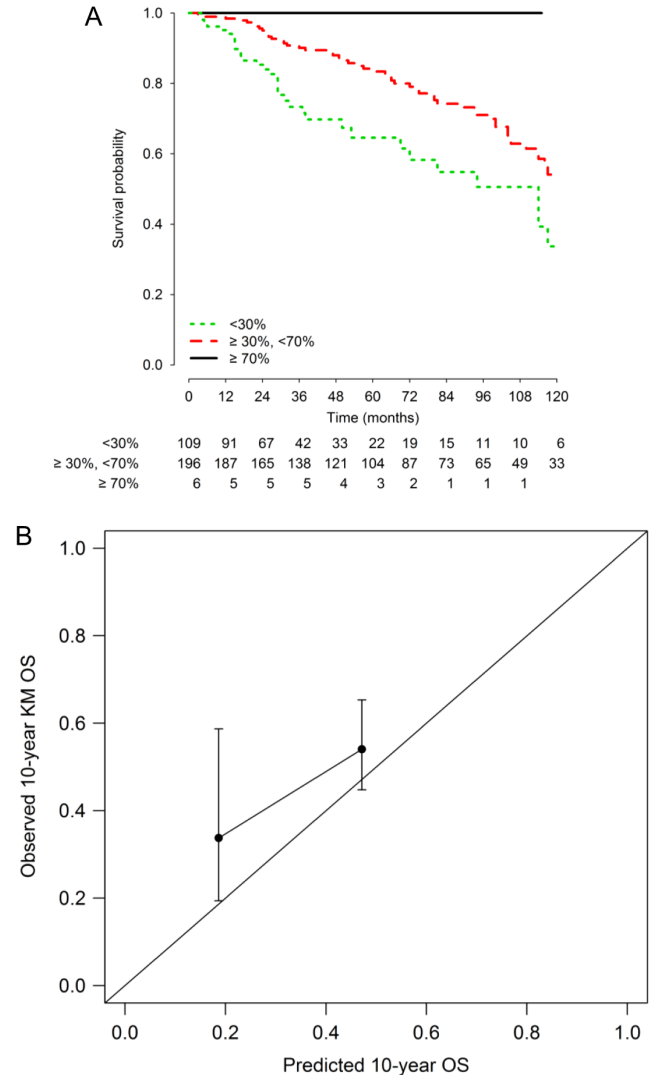 A
Survival probability
1.0
0.8
0.6
0.4
0.2
0.0
<30%
≥ 30%, <70%
≥ 70%
0 12 24 36 48 60 72 84 96 108 120
Time (months)
<30% 109 91 67 42 33 22 19 15 11 10 6
≥ 30%, <70% 196 187 165 138 121 104 87 73 65 49 33
≥ 70% 6 5 5 5 4 3 2 1 1 1
B
Observed 10-year KM OS
1.0
0.8
0.6
0.4
0.2
0.0
0.0 0.2 0.4 0.6 0.8 1.0
Predicted 10-year OS